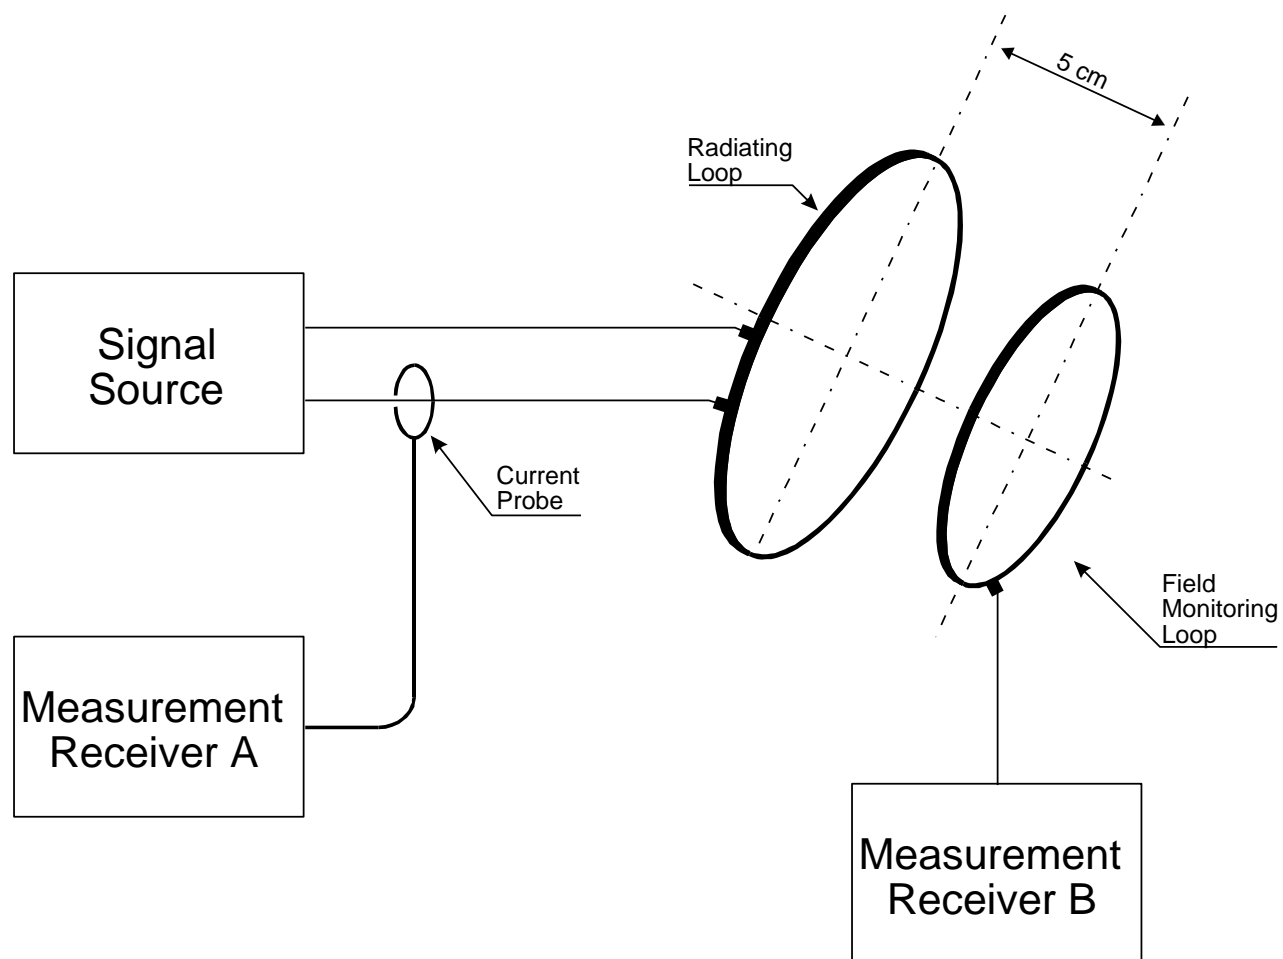 5 cm
Radiating
Loop
Signal
Source
Current
Probe
Field
Monitoring
Loop
Measurement
Receiver A
Measurement
Receiver B